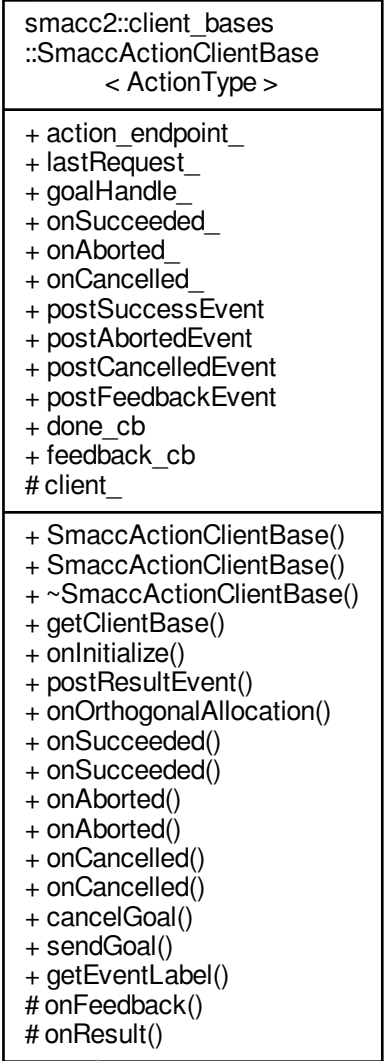 smacc2::client_bases
::SmaccActionClientBase
< ActionType >
+ action_endpoint_
+ lastRequest_
+ goalHandle_
+ onSucceeded_
+ onAborted_
+ onCancelled_
+ postSuccessEvent
+ postAbortedEvent
+ postCancelledEvent
+ postFeedbackEvent
+ done_cb
+ feedback_cb
# client_
+ SmaccActionClientBase()
+ SmaccActionClientBase()
+ ~SmaccActionClientBase()
+ getClientBase()
+ onInitialize()
+ postResultEvent()
+ onOrthogonalAllocation()
+ onSucceeded()
+ onSucceeded()
+ onAborted()
+ onAborted()
+ onCancelled()
+ onCancelled()
+ cancelGoal()
+ sendGoal()
+ getEventLabel()
# onFeedback()
# onResult()